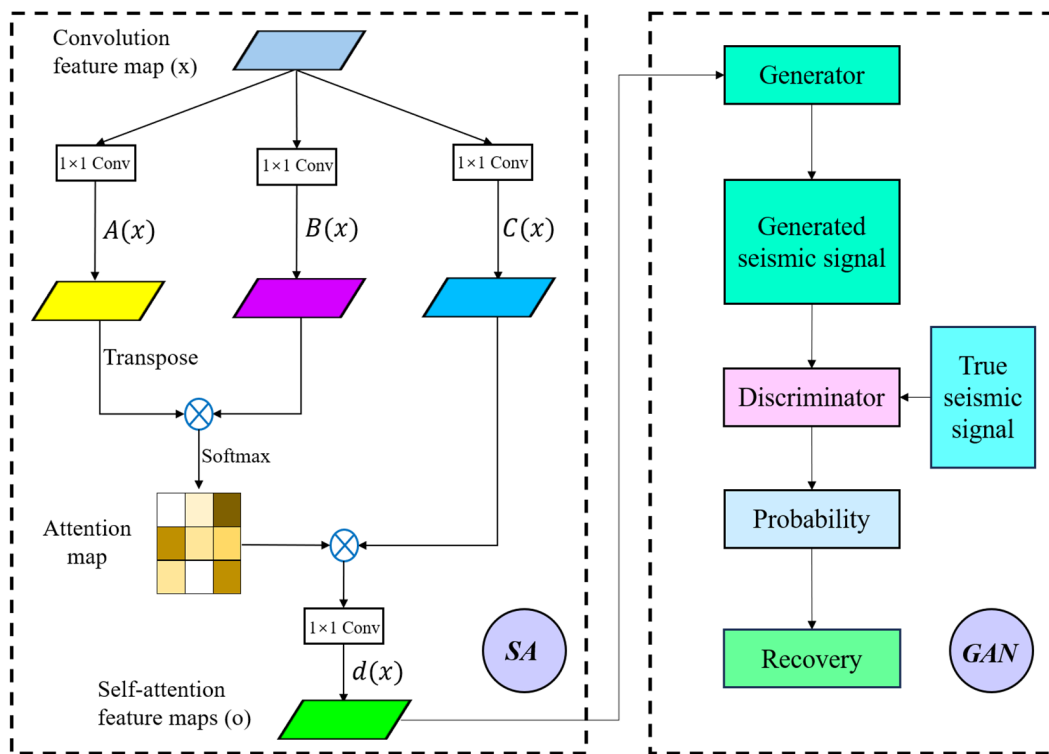 Convolution
feature map (x)
1×1 Conv
1×1 Conv
1×1 Conv
A(x)
B(x)
C(x)
Transpose
Softmax
Attention
map
1×1 Conv
d(x)
Self-attention
feature maps (o)
SA
Generator
Generated
seismic signal
Discriminator
True
seismic
signal
Probability
Recovery
GAN